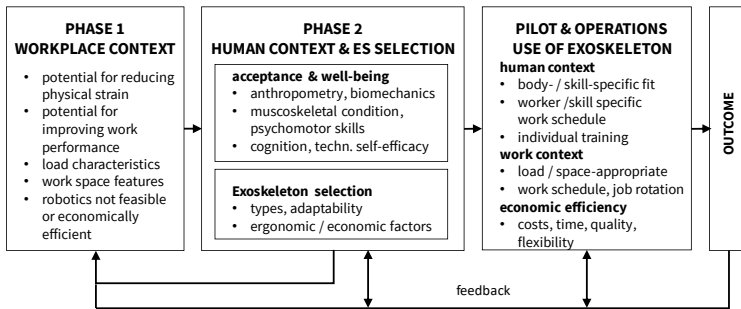 PHASE 1
WORKPLACE CONTEXT
• potential for reducing
physical strain
• potential for
improving work
performance
• load characteristics
• work space features
• robotics not feasible
or economically
efficient
PHASE 2
HUMAN CONTEXT & ES SELECTION
acceptance & well-being
• anthropometry, biomechanics
• muscoskeletal condition,
psychomotor skills
• cognition, techn. self-efficacy
Exoskeleton selection
• types, adaptability
• ergonomic / economic factors
PILOT & OPERATIONS
USE OF EXOSKELETON
human context
• body- / skill-specific fit
• worker /skill specific
work schedule
• individual training
work context
• load / space-appropriate
• work schedule, job rotation
economic efficiency
• costs, time, quality,
flexibility
OUTCOME
feedback